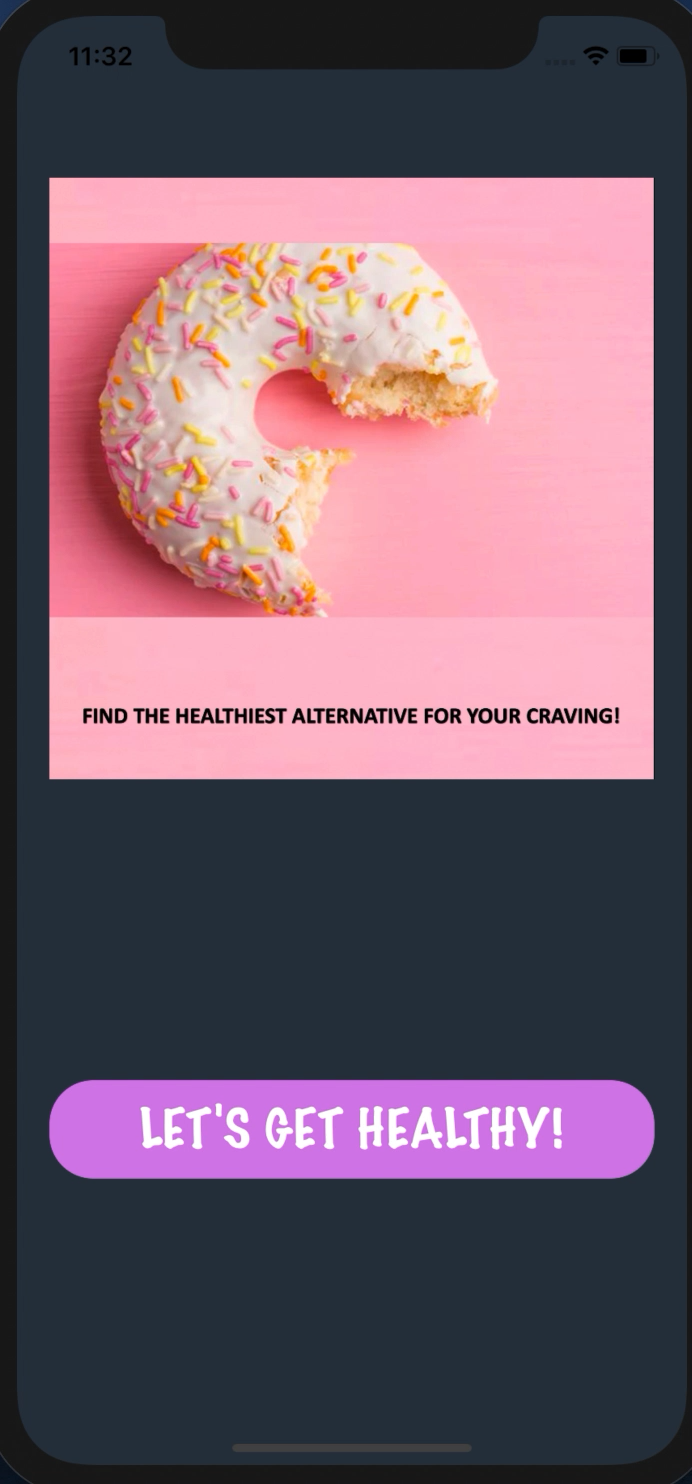 11:32
FIND THE HEALTHIEST ALTERNATIVE FOR YOUR CRAVING!
LET'S GET HEALTHY!